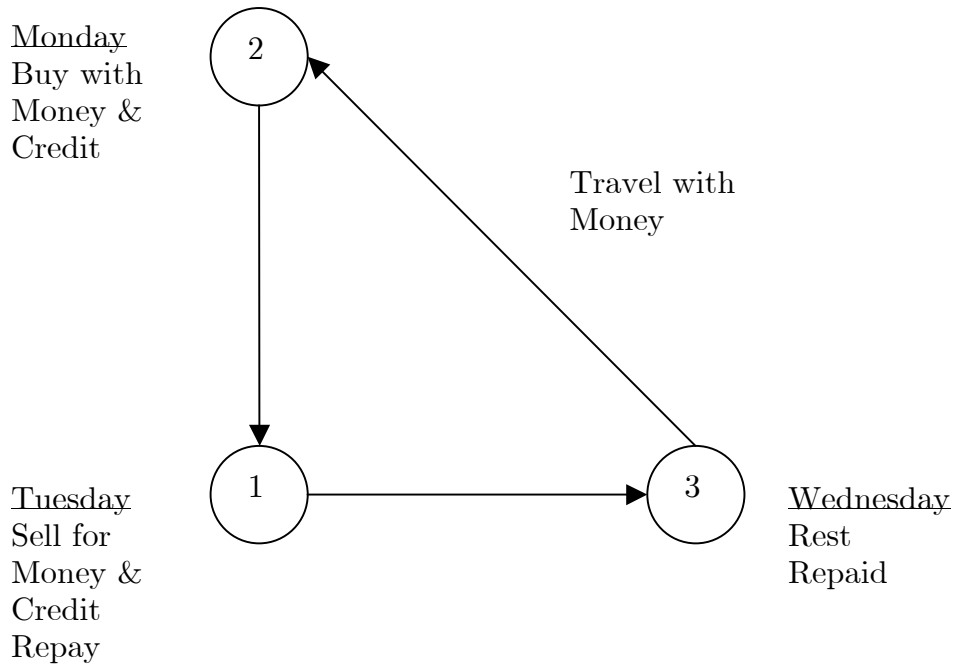 Monday
Buy with
Money &
Credit
2
Travel with
Money
Tuesday
Sell for
Money &
Credit
Repay
1
3
Wednesday
Rest
Repaid